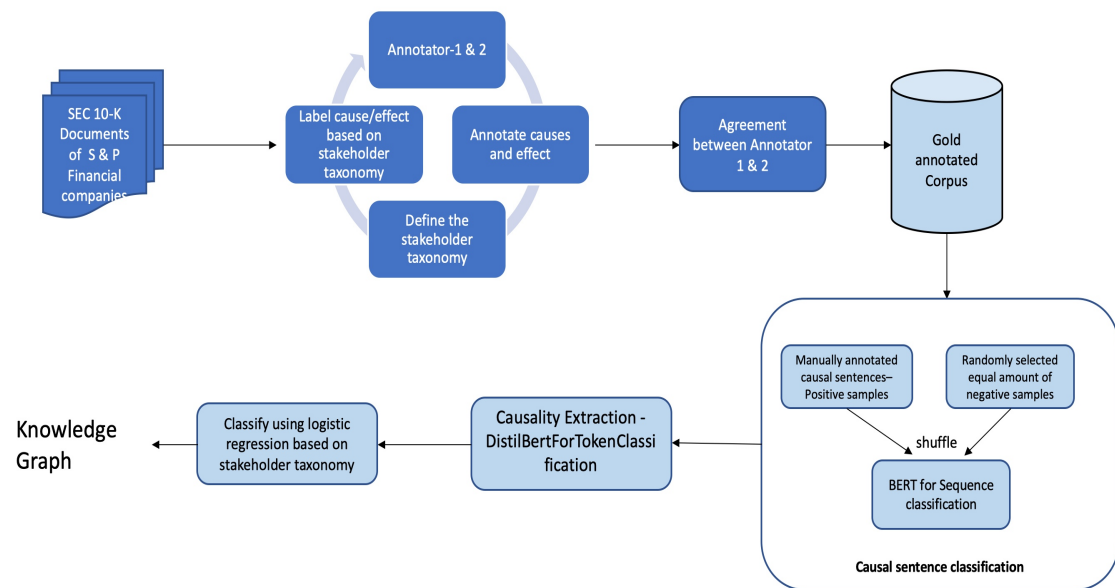 SEC 10-K
Documents
of S & P
Financial
companies
Annotator-1 & 2
Label cause/effect
based on
stakeholder
taxonomy
Annotate causes
and effect
Define the
stakeholder
taxonomy
Agreement
between Annotator
1 & 2
Gold
annotated
Corpus
Manually annotated
causal sentences–
Positive samples
Randomly selected
equal amount of
negative samples
shuffle
BERT for Sequence
classification
Causal sentence classification
Causality Extraction -
DistilBertForTokenClassi
fication
Classify using logistic
regression based on
stakeholder taxonomy
Knowledge
Graph